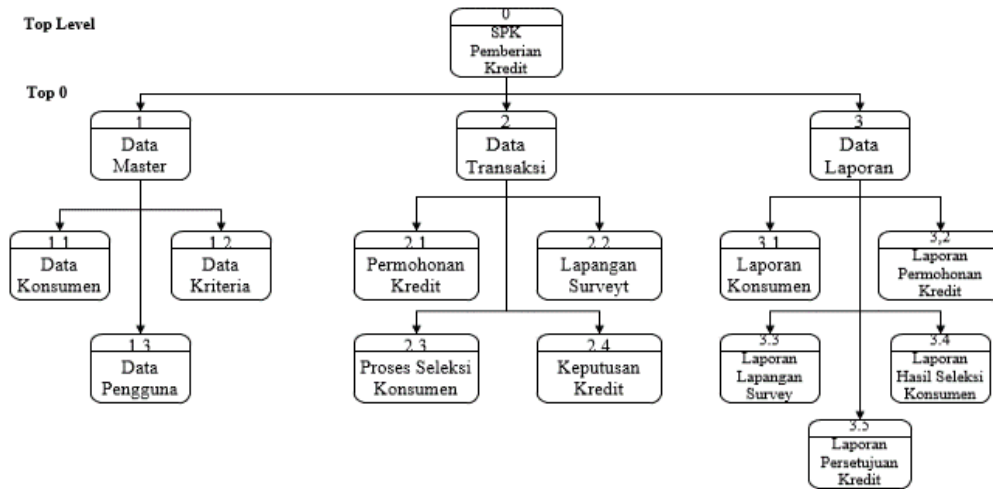 Top Level
0
SPK
Pemberian
Kredit
Top 0
1
Data
Master
2
Data
Transaksi
3
Data
Laporan
1.1
Data
Konsumen
1.2
Data
Kriteria
2.1
Permohonan
Kredit
2.2
Lapangan
Surveyt
3.1
Laporan
Konsumen
3,2
Laporan
Permohonan
Kredit
1.3
Data
Pengguna
2.3
Proses Seleksi
Konsumen
2.4
Keputusan
Kredit
3.3
Laporan
Lapangan
Survey
3.4
Laporan
Hasil Seleksi
Konsumen
3.5
Laporan
Persetujuan
Kredit